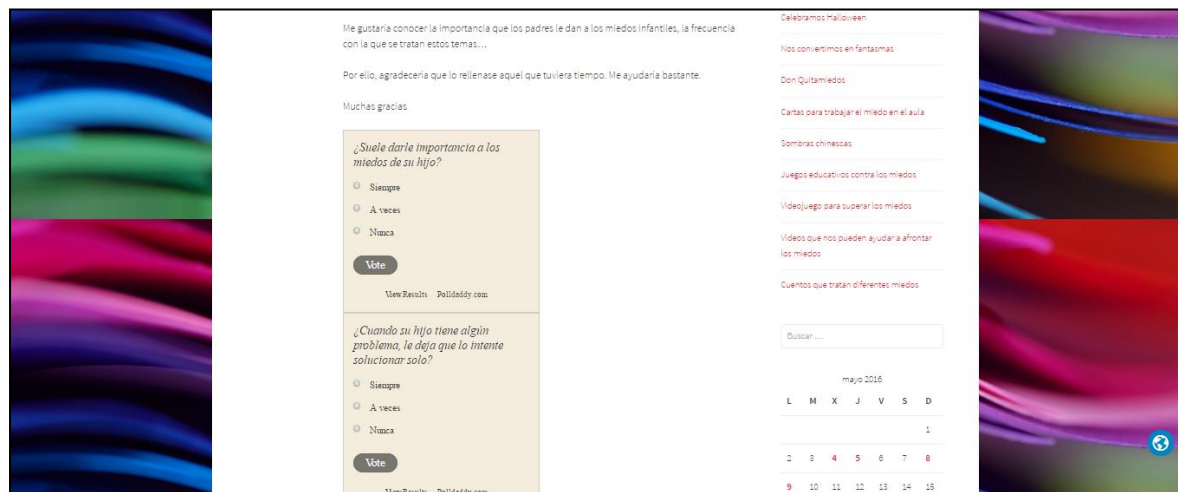 Me gustaría conocer la importancia que los padres le dan a los miedos infantiles, la frecuencia
con la que se tratan estos temas…
Por ello, agradecería que lo rellenase aquel que tuviera tiempo. Me ayudaría bastante.
Muchas gracias
¿Suele darle importancia a los
miedos de su hijo?
Siempre
A veces
Nunca
Vote
View Results Polldaddy.com
¿Cuando su hijo tiene algún
problema, le deja que lo intente
solucionar solo?
Siempre
A veces
Nunca
Vote
View Results Polldaddy.com
Celebramos Halloween
Nos convertimos en fantasmas
Don Quitamiedos
Cartas para trabajar el miedo en el aula
Sombras chinescas
Juegos educativos contra los miedos
Videojuego para superar los miedos
Videos que nos pueden ayudar a afrontar
los miedos
Cuentos que tratan diferentes miedos
Buscar …
mayo 2016
L M X J V S D
1
2 3 4 5 6 7 8
9 10 11 12 13 14 15